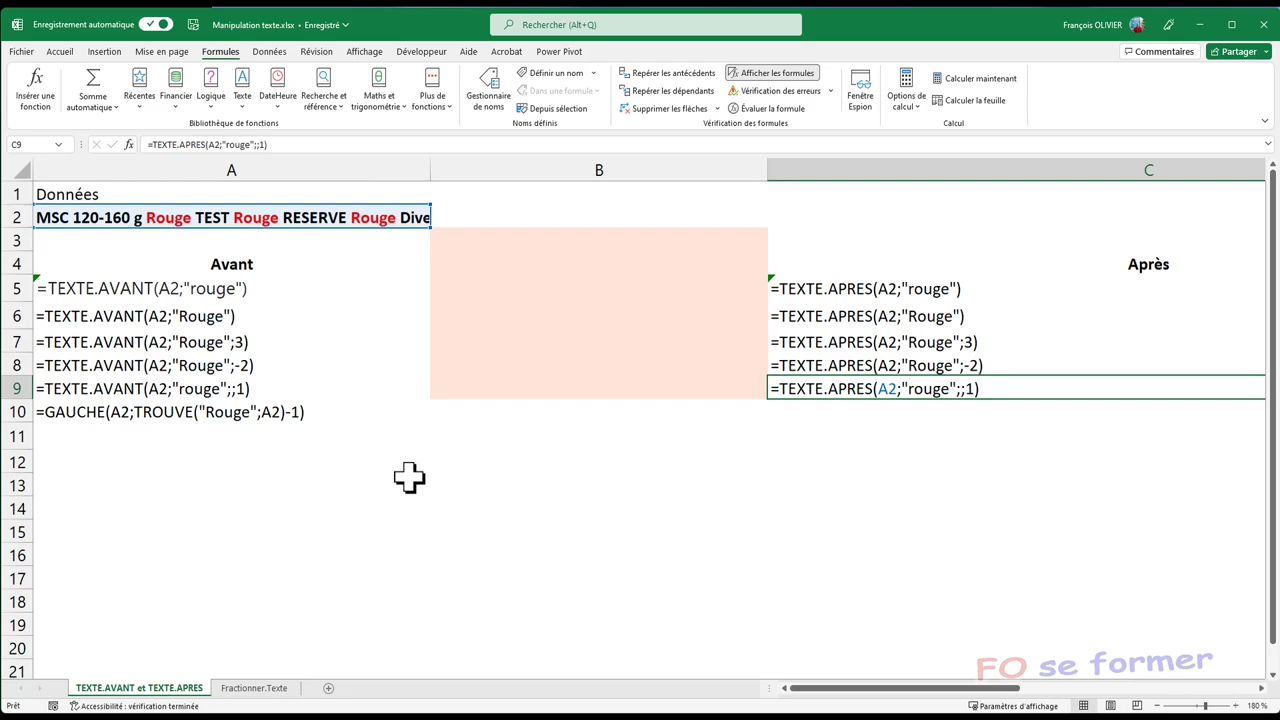 Enregistrement automatique
Manipulation texte.xlsx • Enregistré
Rechercher (Alt+Q)
François OLIVIER
Fichier Accueil Insertion Mise en page Formules Données Révision Affichage Développeur Aide Acrobat Power Pivot
Commentaires Partager
Insérer une fonction
Somme automatique
Récentes
Financier
Logique
Texte
DateHeure
Recherche et référence
Maths et trigonométrie
Plus de fonctions
Bibliothèque de fonctions
Gestionnaire de noms
Définir un nom
Dans une formule
Depuis sélection
Noms définis
Repérer les antécédents
Repérer les dépendants
Supprimer les flèches
Afficher les formules
Vérification des erreurs
Évaluer la formule
Vérification des formules
Fenêtre Espion
Options de calcul
Calculer maintenant
Calculer la feuille
Calcul
C9 fx =TEXTE.APRES(A2;"rouge";;1)
A B C
1 Données
2 MSC 120-160 g Rouge TEST Rouge RESERVE Rouge Dive
3
4 Avant Après
5 =TEXTE.AVANT(A2;"rouge") =TEXTE.APRES(A2;"rouge")
6 =TEXTE.AVANT(A2;"Rouge") =TEXTE.APRES(A2;"Rouge")
7 =TEXTE.AVANT(A2;"Rouge";3) =TEXTE.APRES(A2;"Rouge";3)
8 =TEXTE.AVANT(A2;"Rouge";-2) =TEXTE.APRES(A2;"Rouge";-2)
9 =TEXTE.AVANT(A2;"rouge";;1) =TEXTE.APRES(A2;"rouge";;1)
10 =GAUCHE(A2;TROUVE("Rouge";A2)-1)
11
12
13
14
15
16
17
18
19
20
21
FO se former
TEXTE.AVANT et TEXTE.APRES Fractionner.Texte
Prêt Accessibilité : vérification terminée Paramètres d'affichage 180 %